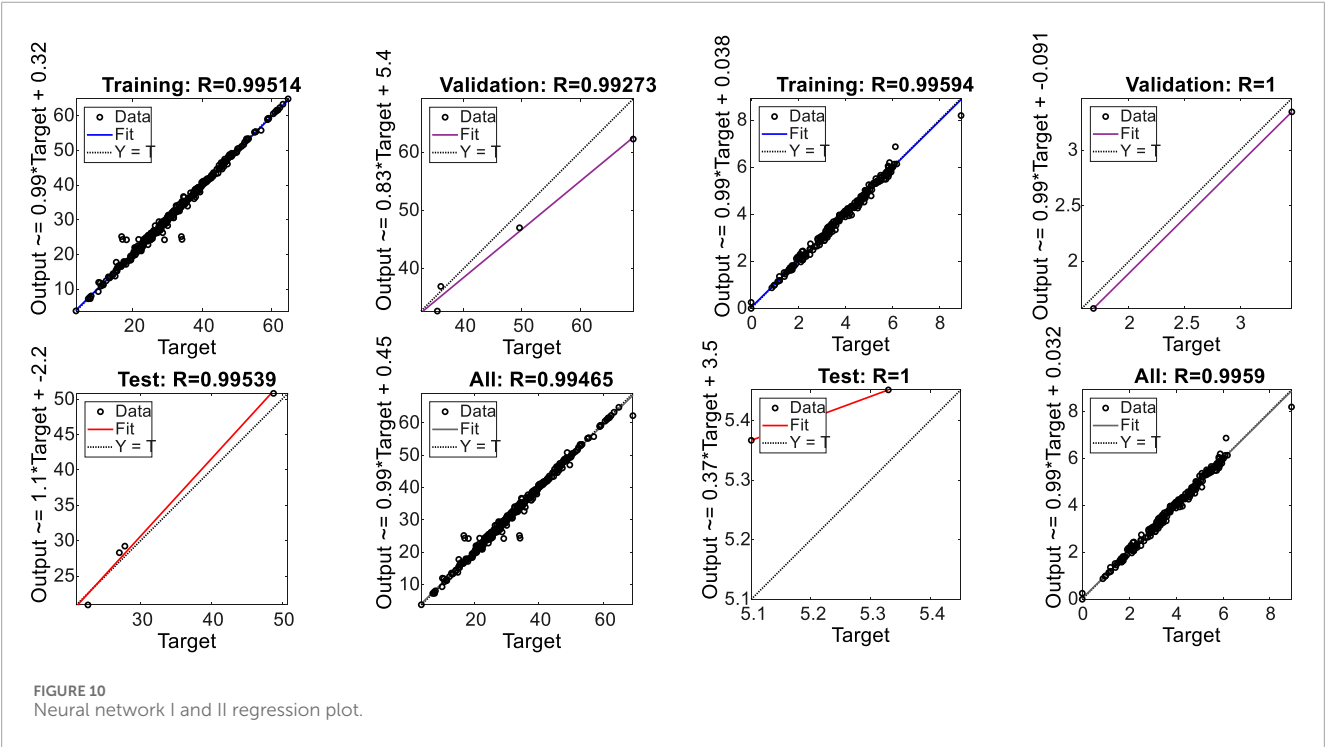 Training: R=0.99514
Output ~= 0.99*Target + 0.32
Data
Fit
Y = T
60
50
40
30
20
10
20 40 60
Target
Validation: R=0.99273
Output ~= 0.83*Target + 5.4
Data
Fit
Y = T
60
50
40
40 50 60
Target
Training: R=0.99594
Output ~= 0.99*Target + 0.038
Data
Fit
Y = T
8
6
4
2
0
0 2 4 6 8
Target
Validation: R=1
Output ~= 0.99*Target + -0.091
Data
Fit
Y = T
3
2.5
2
2 2.5 3
Target
Test: R=0.99539
Output ~= 1.1*Target + -2.2
Data
Fit
Y = T
50
45
40
35
30
25
30 40 50
Target
All: R=0.99465
Output ~= 0.99*Target + 0.45
Data
Fit
Y = T
60
50
40
30
20
10
20 40 60
Target
Test: R=1
Output ~= 0.37*Target + 3.5
Data
Fit
Y = T
5.4
5.3
5.2
5.1
5.1 5.2 5.3 5.4
Target
All: R=0.9959
Output ~= 0.99*Target + 0.032
Data
Fit
Y = T
8
6
4
2
0
0 2 4 6 8
Target
FIGURE 10
Neural network I and II regression plot.